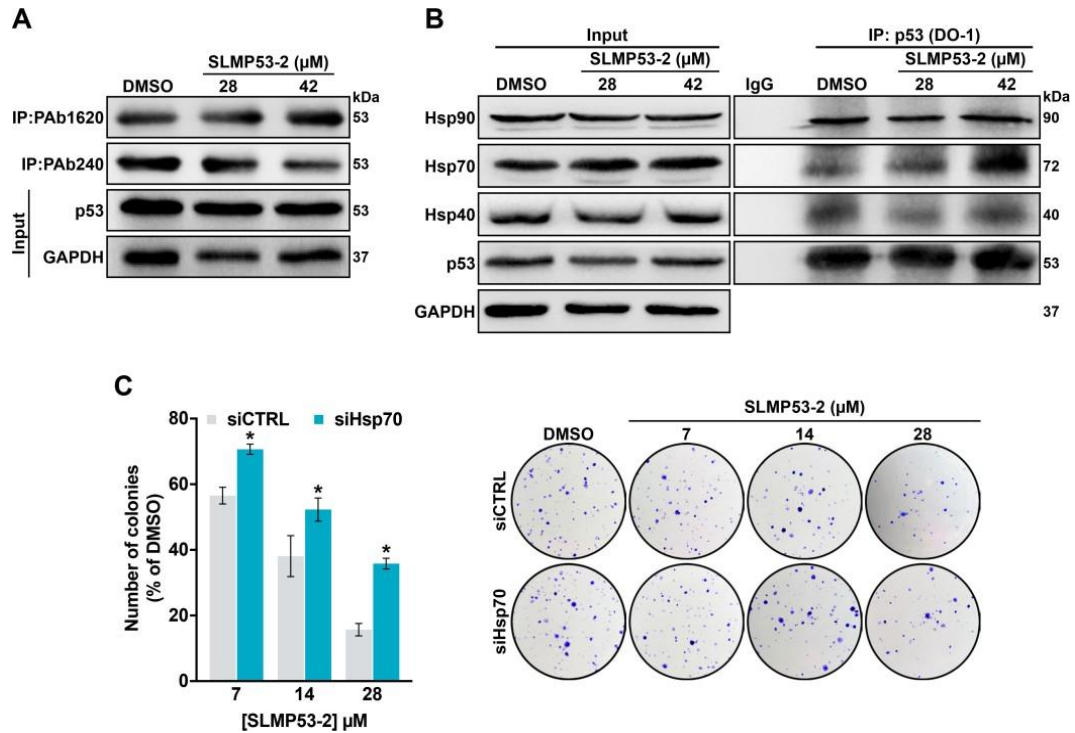 A
SLMP53-2 (µM)
DMSO 28 42
kDa
IP:PAb1620 53
IP:PAb240 53
Input
p53 53
GAPDH 37
B
Input
IP: p53 (DO-1)
SLMP53-2 (µM)
SLMP53-2 (µM)
DMSO 28 42 IgG DMSO 28 42
kDa
Hsp90 90
Hsp70 72
Hsp40 40
p53 53
GAPDH 37
C
siCTRL siHsp70
Number of colonies
(% of DMSO)
80
60
40
20
0
* * *
7 14 28
[SLMP53-2] µM
SLMP53-2 (µM)
DMSO 7 14 28
siCTRL
siHsp70